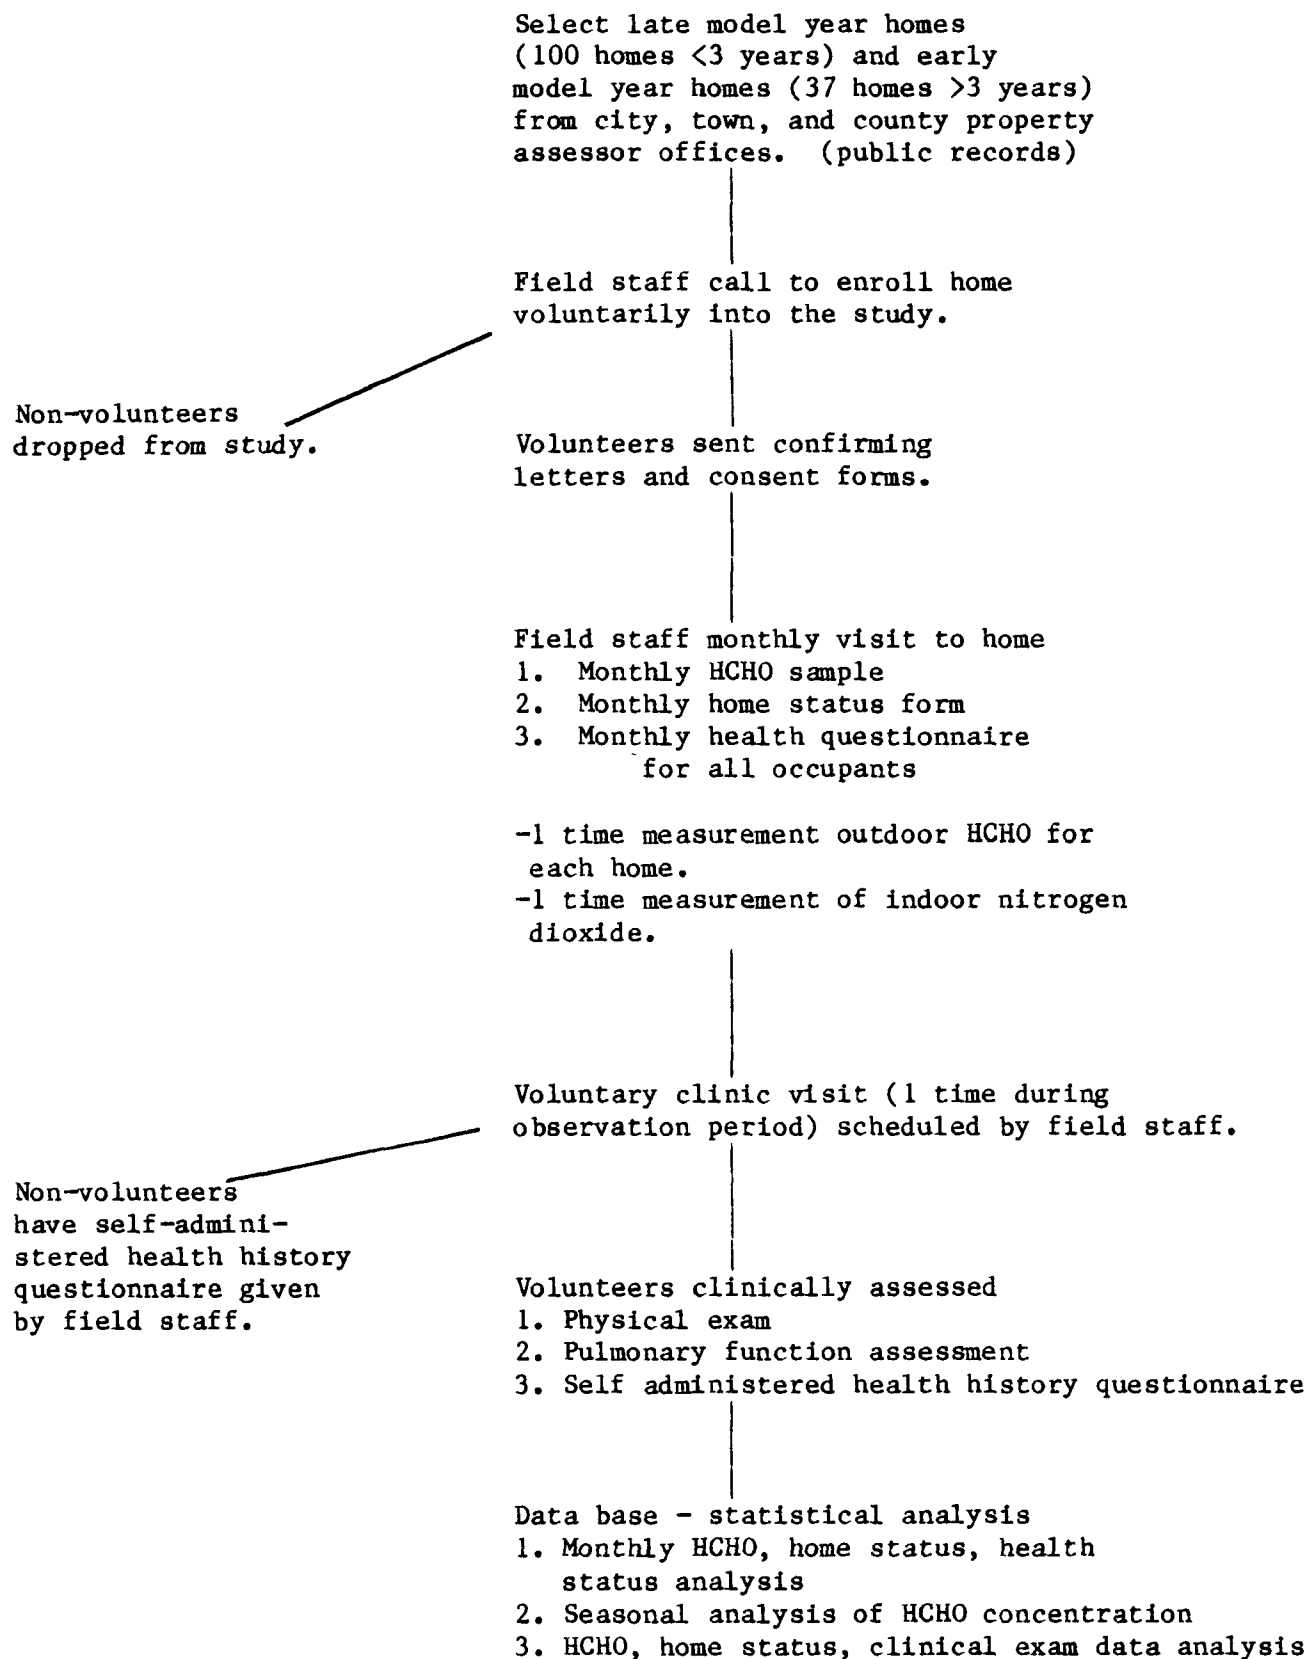 Select late model year homes
(100 homes <3 years) and early
model year homes (37 homes >3 years)
from city, town, and county property
assessor offices. (public records)
Field staff call to enroll home
voluntarily into the study.
Non-volunteers
dropped from study.
Volunteers sent confirming
letters and consent forms.
Field staff monthly visit to home
1. Monthly HCHO sample
2. Monthly home status form
3. Monthly health questionnaire
for all occupants
-1 time measurement outdoor HCHO for
each home.
-1 time measurement of indoor nitrogen
dioxide.
Voluntary clinic visit (1 time during
observation period) scheduled by field staff.
Non-volunteers
have self-admini-
stered health history
questionnaire given
by field staff.
Volunteers clinically assessed
1. Physical exam
2. Pulmonary function assessment
3. Self administered health history questionnaire
Data base - statistical analysis
1. Monthly HCHO, home status, health
status analysis
2. Seasonal analysis of HCHO concentration
3. HCHO, home status, clinical exam data analysis